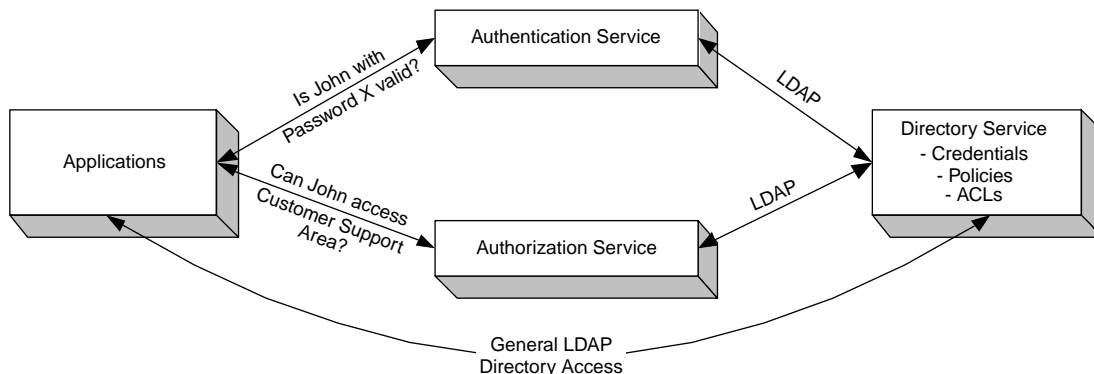 Authentication Service
Is John with
Password X valid?
LDAP
Applications
Directory Service
- Credentials
- Policies
- ACLs
Can John access
Customer Support
Area?
LDAP
Authorization Service
General LDAP
Directory Access